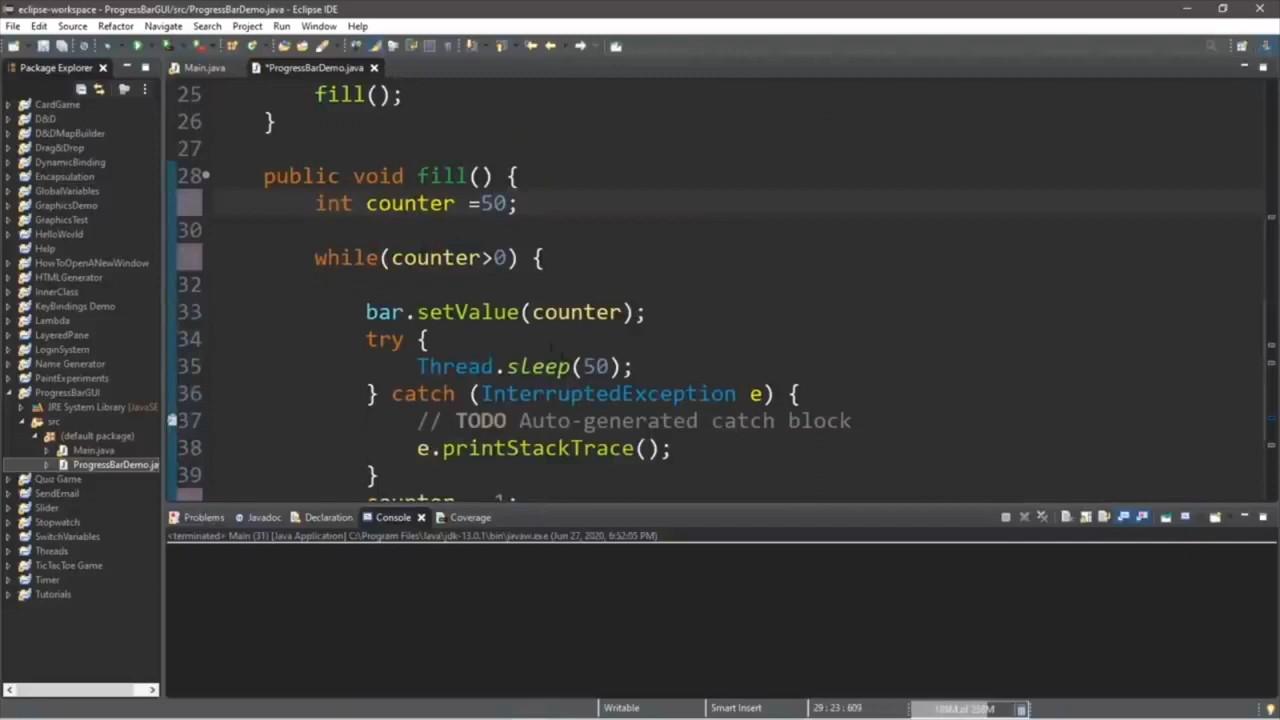 eclipse-workspace - ProgressBarGUI/src/ProgressBarDemo.java - Eclipse IDE
File Edit Source Refactor Navigate Search Project Run Window Help
Package Explorer
Main.java *ProgressBarDemo.java
CardGame
D&D
D&DMapBuilder
Drag&Drop
DynamicBinding
Encapsulation
GlobalVariables
GraphicsDemo
GraphicsTest
HelloWorld
Help
HowToOpenANewWindow
HTMLGenerator
InnerClass
KeyBindings Demo
Lambda
LayeredPane
LoginSystem
Name Generator
PaintExperiments
ProgressBarGUI
JRE System Library [JavaSE
src
(default package)
Main.java
ProgressBarDemo.ja
Quiz Game
SendEmail
Slider
Stopwatch
SwitchVariables
Threads
TicTacToe Game
Timer
Tutorials
25 fill();
26 }
27
28 public void fill() {
int counter =50;
30
while(counter>0) {
32
33 bar.setValue(counter);
34 try {
35 Thread.sleep(50);
36 } catch (InterruptedException e) {
37 // TODO Auto-generated catch block
38 e.printStackTrace();
39 }
Problems Javadoc Declaration Console Coverage
<terminated> Main (31) [Java Application] C:\Program Files\Java\jdk-13.0.1\bin\javaw.exe (Jun 27, 2020, 6:52:05 PM)
Writable Smart Insert 29 : 23 : 609